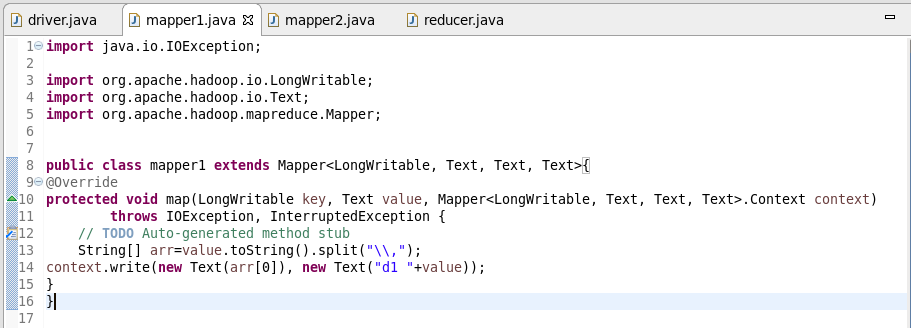 driver.java mapper1.java mapper2.java reducer.java
1 import java.io.IOException;
2
3 import org.apache.hadoop.io.LongWritable;
4 import org.apache.hadoop.io.Text;
5 import org.apache.hadoop.mapreduce.Mapper;
6
7
8 public class mapper1 extends Mapper<LongWritable, Text, Text, Text>{
9 @Override
10 protected void map(LongWritable key, Text value, Mapper<LongWritable, Text, Text, Text>.Context context)
11         throws IOException, InterruptedException {
12     // TODO Auto-generated method stub
13     String[] arr=value.toString().split("\\,");
14 context.write(new Text(arr[0]), new Text("d1 "+value));
15 }
16 }
17